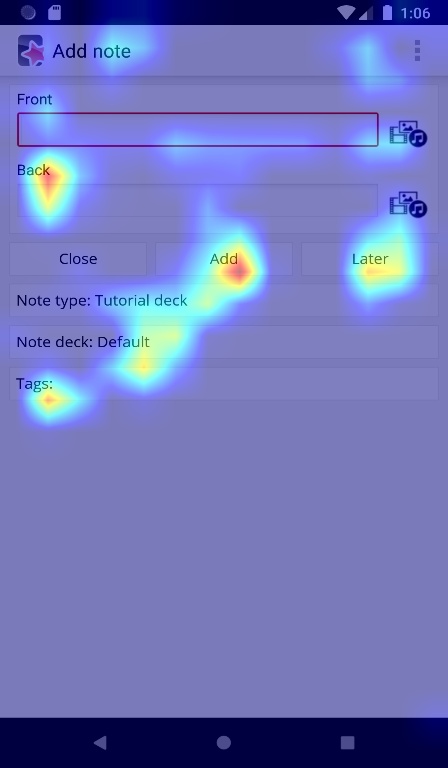 1:06
Add note
Front
Back
Close Add Later
Note type: Tutorial deck
Note deck: Default
Tags: